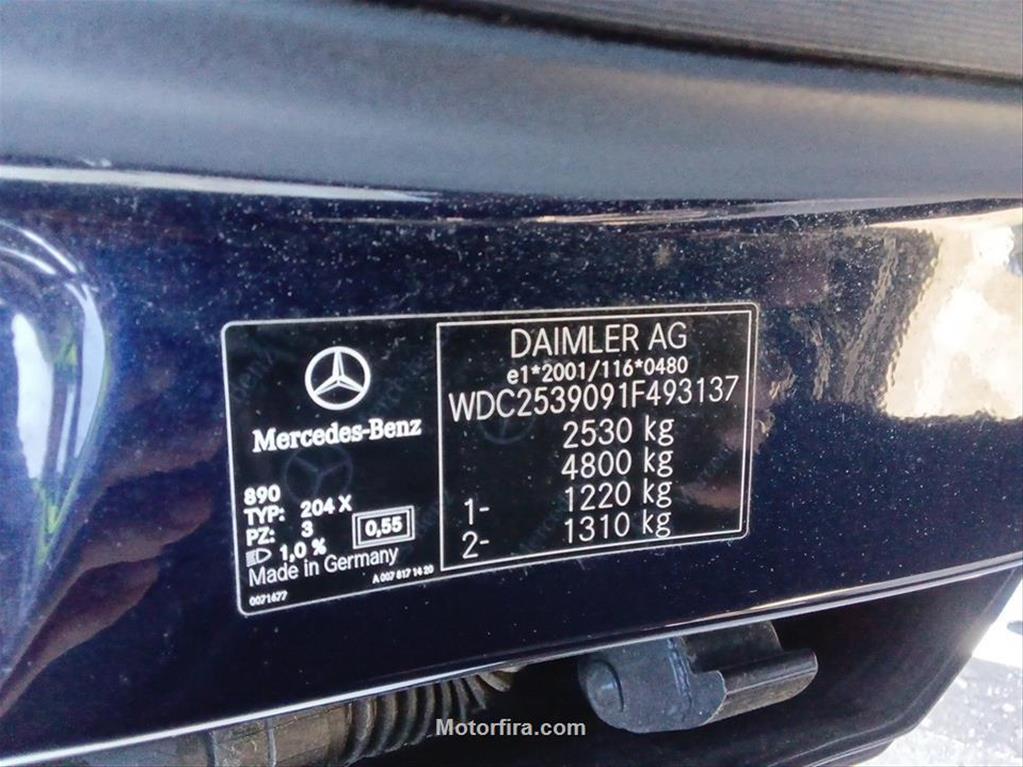 Mercedes-Benz
890
TYP: 204 X
PZ: 3
0,55
1,0 %
Made in Germany
A 007 817 14 20
0071677
DAIMLER AG
e1*2001/116*0480
WDC2539091F493137
2530 kg
4800 kg
1- 1220 kg
2- 1310 kg
Motorfira.com